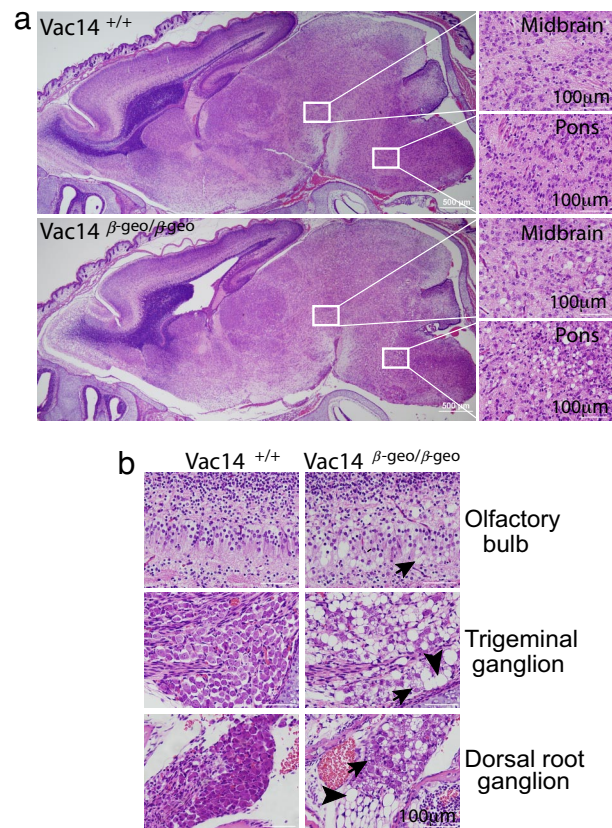 a
Vac14 +/+
Midbrain
100μm
Pons
100μm
500 μm
Vac14 β-geo/β-geo
Midbrain
Pons
100μm
500 μm
b
Vac14 +/+ Vac14 β-geo/β-geo
Olfactory
bulb
Trigeminal
ganglion
Dorsal root
ganglion
100μm